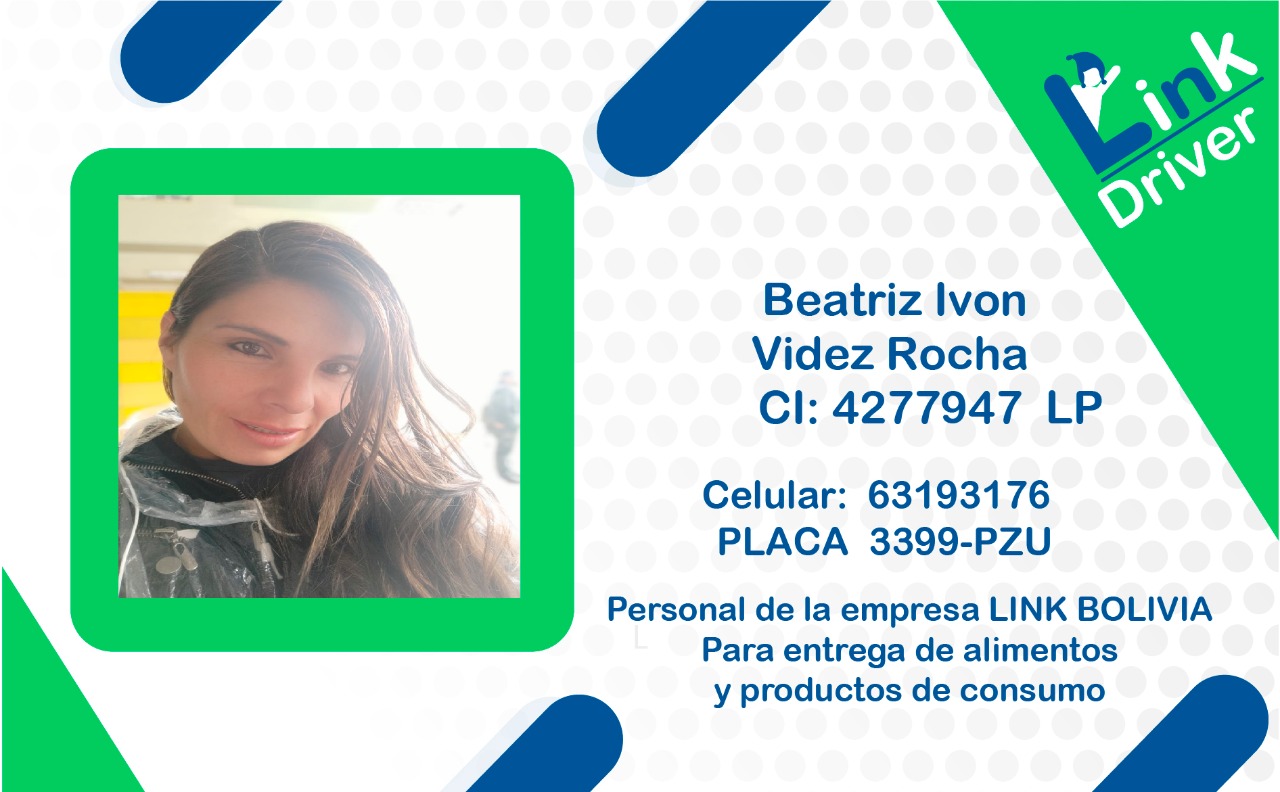 Link
Driver
Beatriz Ivon
Videz Rocha
CI: 4277947 LP
Celular: 63193176
PLACA 3399-PZU
Personal de la empresa LINK BOLIVIA
L
Para entrega de alimentos
y productos de consumo